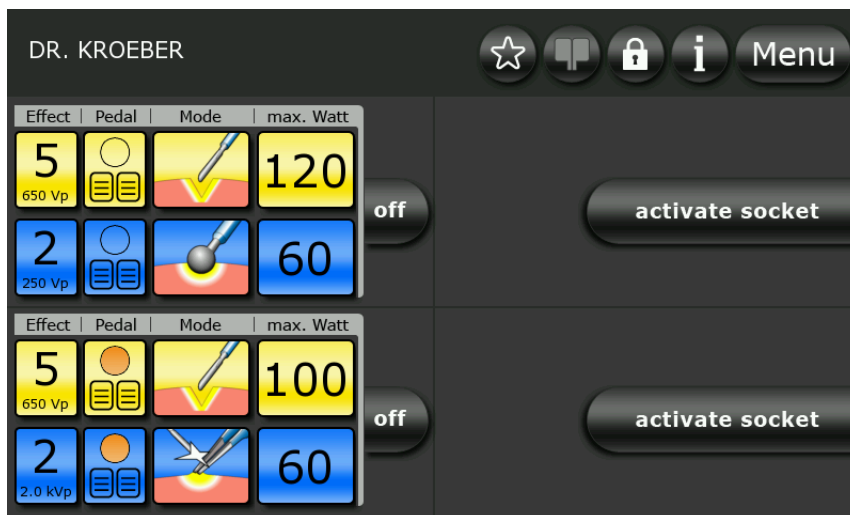 DR. KROEBER
i Menu
Effect | Pedal | Mode | max. Watt
5
650 Vp
120
off
activate socket
2
250 Vp
60
Effect | Pedal | Mode | max. Watt
5
650 Vp
100
off
activate socket
2
2.0 kVp
60